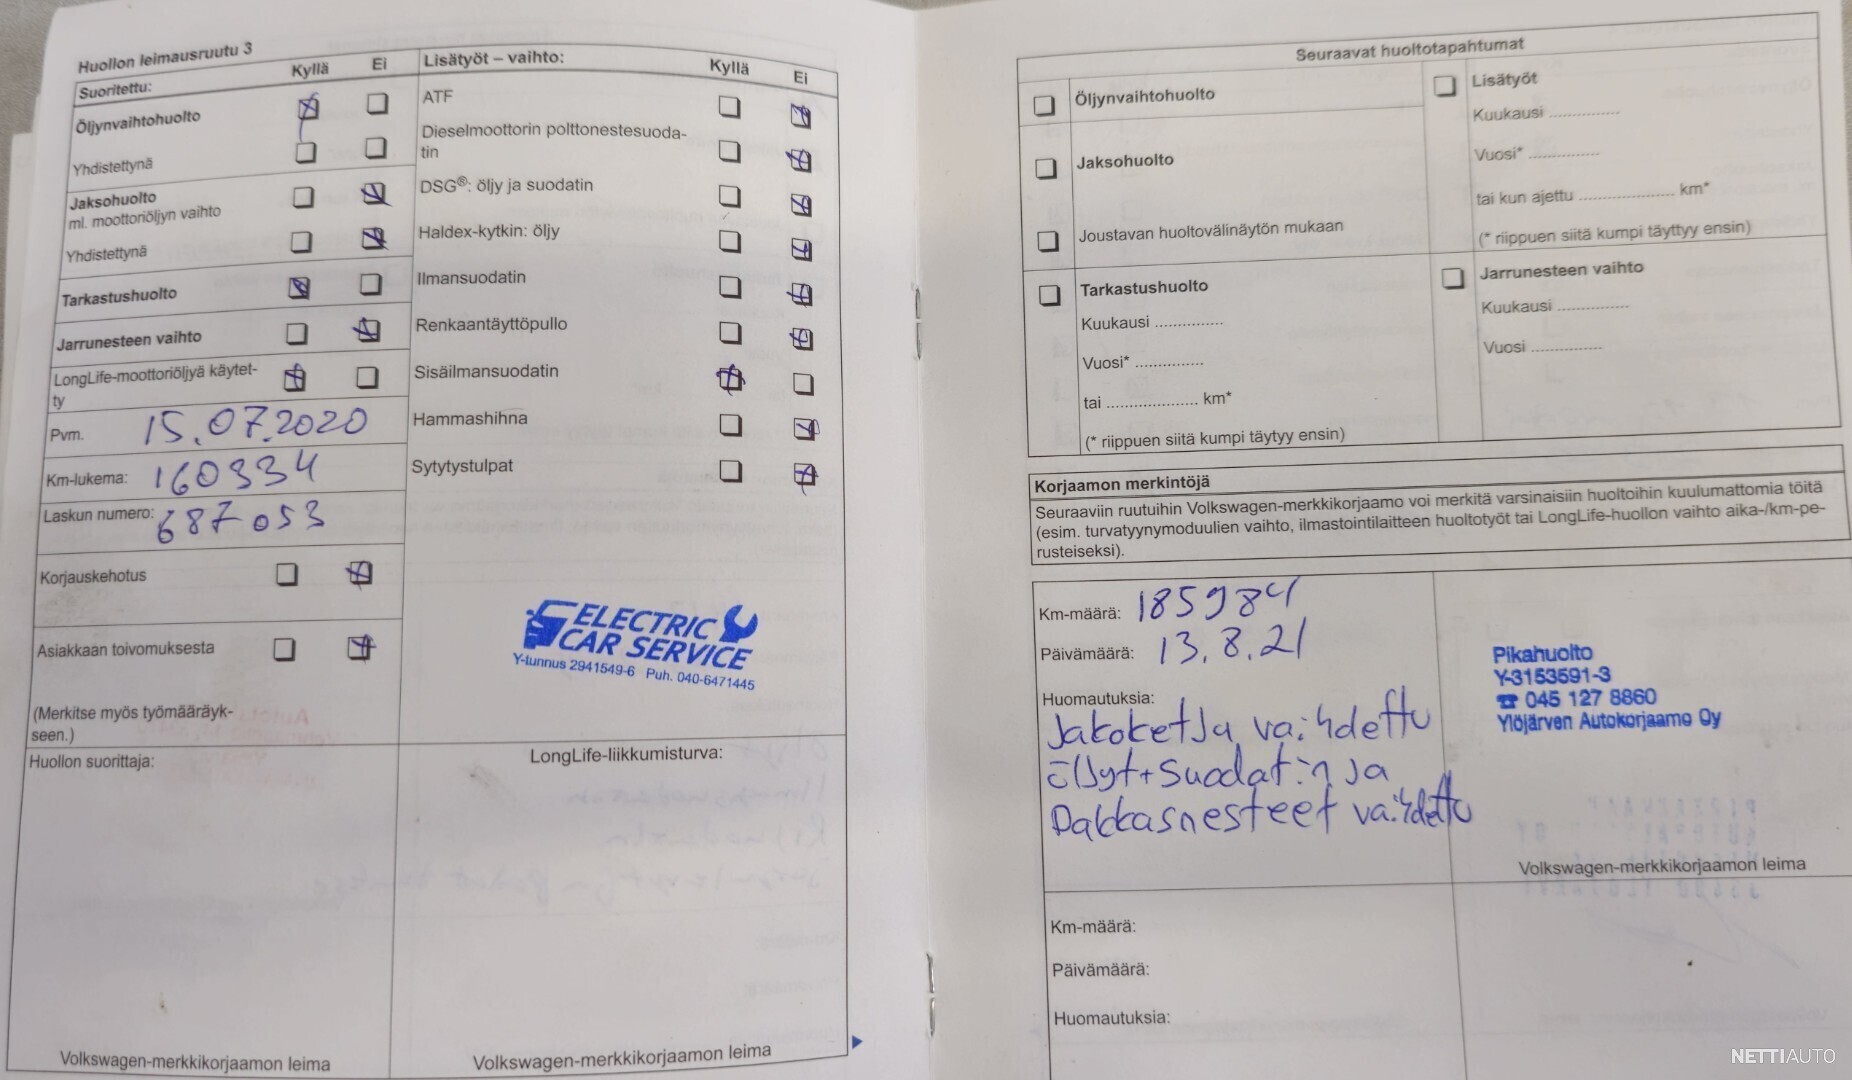 Huollon leimausruutu 3
Suoritettu: Kyllä Ei
Öljynvaihtohuolto
Yhdistettynä
Jaksohuolto
ml. moottoriöljyn vaihto
Yhdistettynä
Tarkastushuolto
Jarrunesteen vaihto
LongLife-moottoriöljyä käytet-
ty
Pvm. 15.07.2020
Km-lukema: 160334
Laskun numero: 687053
Korjauskehotus
Asiakkaan toivomuksesta
(Merkitse myös työmääräyk-
seen.)
Huollon suorittaja:
Volkswagen-merkkikorjaamon leima
Lisätyöt – vaihto: Kyllä Ei
ATF
Dieselmoottorin polttonestesuoda-
tin
DSG®: öljy ja suodatin
Haldex-kytkin: öljy
Ilmansuodatin
Renkaantäyttöpullo
Sisäilmansuodatin
Hammashihna
Sytytystulpat
ELECTRIC
CAR SERVICE
Y-tunnus 2941549-6 Puh. 040-6471445
LongLife-liikkumisturva:
Volkswagen-merkkikorjaamon leima
Seuraavat huoltotapahtumat
Öljynvaihtohuolto
Jaksohuolto
Joustavan huoltovälinäytön mukaan
Tarkastushuolto
Kuukausi ..............
Vuosi* ..............
tai ................... km*
(* riippuen siitä kumpi täytyy ensin)
Lisätyöt
Kuukausi ..............
Vuosi* ..............
tai kun ajettu ................... km*
(* riippuen siitä kumpi täyttyy ensin)
Jarrunesteen vaihto
Kuukausi ..............
Vuosi ..............
Korjaamon merkintöjä
Seuraaviin ruutuihin Volkswagen-merkkikorjaamo voi merkitä varsinaisiin huoltoihin kuulumattomia töitä
(esim. turvatyynymoduulien vaihto, ilmastointilaitteen huoltotyöt tai LongLife-huollon vaihto aika-/km-pe-
rusteiseksi).
Km-määrä: 185984
Päivämäärä: 13.8.21
Huomautuksia:
Jakoketju vaihdettu
öljyt+suodatin ja
Pakkasnesteet vaihdettu
Pikahuolto
Y-3153591-3
☎ 045 127 8860
Ylöjärven Autokorjaamo Oy
Volkswagen-merkkikorjaamon leima
Km-määrä:
Päivämäärä:
Huomautuksia:
NETTIAUTO